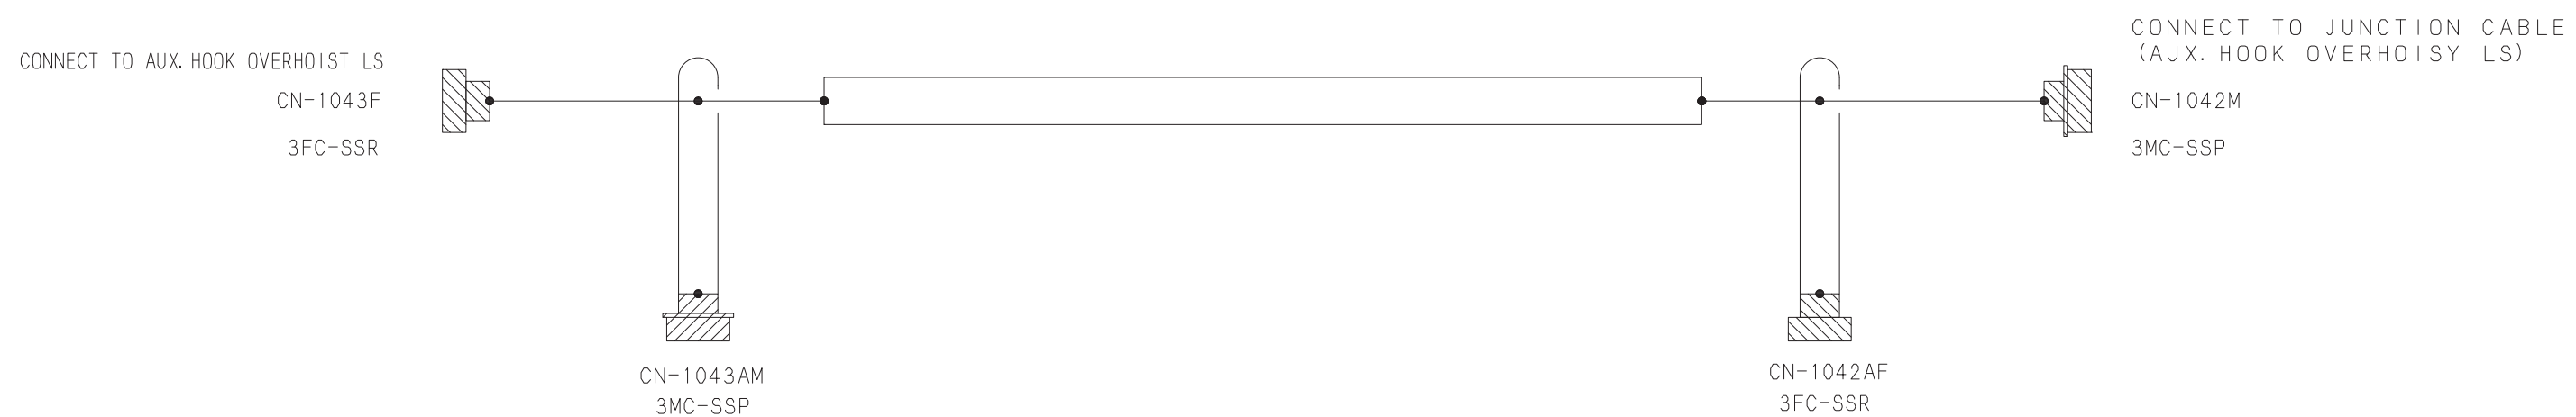 CONNECT TO AUX. HOOK OVERHOIST LS
CN-1043F
3FC-SSR
CN-1043AM
3MC-SSP
CN-1042AF
3FC-SSR
CONNECT TO JUNCTION CABLE
(AUX. HOOK OVERHOISY LS)
CN-1042M
3MC-SSP